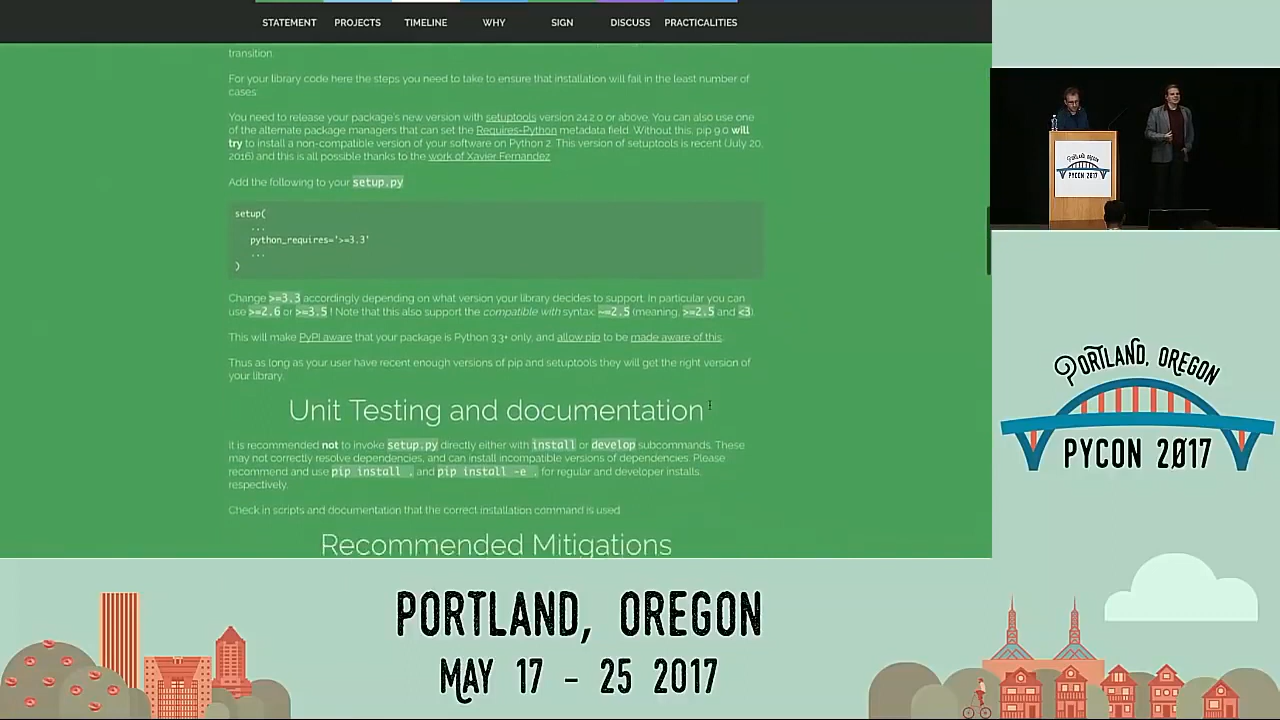 STATEMENT PROJECTS TIMELINE WHY SIGN DISCUSS PRACTICALITIES
transition.
For your library code here the steps you need to take to ensure that installation will fail in the least number of
cases:
You need to release your package's new version with setuptools version 24.2.0 or above. You can also use one
of the alternate package managers that can set the Requires-Python metadata field. Without this, pip 9.0 will
try to install a non-compatible version of your software on Python 2. This version of setuptools is recent (July 20,
2016) and this is all possible thanks to the work of Xavier Fernandez
Add the following to your setup.py
setup(
...
python_requires='>=3.3'
...
)
Change >=3.3 accordingly depending on what version your library decides to support. In particular you can
use >=2.6 or >=3.5 ! Note that this also support the compatible with syntax: ~=2.5 (meaning, >=2.5 and <3).
This will make PyPI aware that your package is Python 3.3+ only, and allow pip to be made aware of this.
Thus as long as your user have recent enough versions of pip and setuptools they will get the right version of
your library.
Unit Testing and documentation
It is recommended not to invoke setup.py directly either with install or develop subcommands. These
may not correctly resolve dependencies, and can install incompatible versions of dependencies. Please
recommend and use pip install . and pip install -e . for regular and developer installs,
respectively.
Check in scripts and documentation that the correct installation command is used
Recommended Mitigations
PORTLAND, OREGON
PYCON 2017
PORTLAND, OREGON
PYCON 2017
PORTLAND, OREGON
MAY 17 - 25 2017